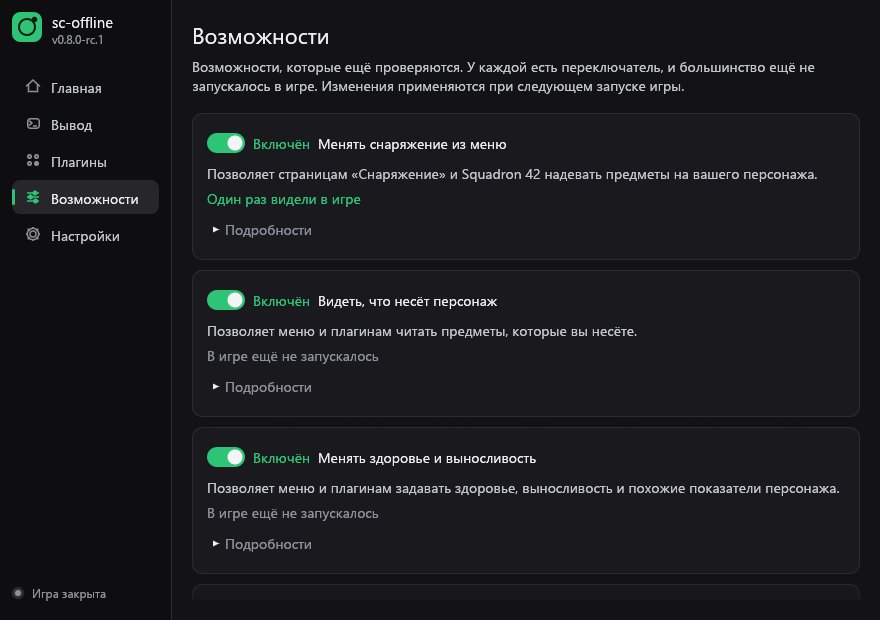 sc-offline
v0.8.0-rc.1
Главная
Вывод
Плагины
Возможности
Настройки
Игра закрыта
Возможности
Возможности, которые ещё проверяются. У каждой есть переключатель, и большинство ещё не
запускалось в игре. Изменения применяются при следующем запуске игры.
Включён Менять снаряжение из меню
Позволяет страницам «Снаряжение» и Squadron 42 надевать предметы на вашего персонажа.
Один раз видели в игре
Подробности
Включён Видеть, что несёт персонаж
Позволяет меню и плагинам читать предметы, которые вы несёте.
В игре ещё не запускалось
Подробности
Включён Менять здоровье и выносливость
Позволяет меню и плагинам задавать здоровье, выносливость и похожие показатели персонажа.
В игре ещё не запускалось
Подробности